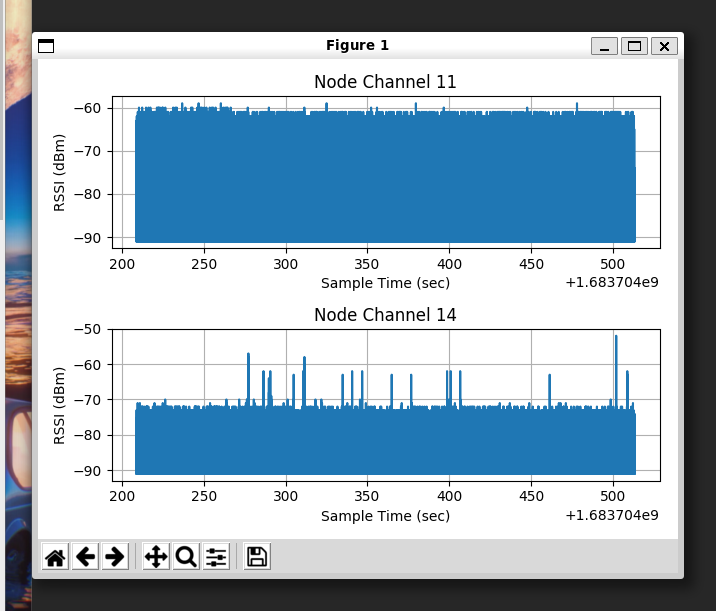 Figure 1
Node Channel 11
RSSI (dBm)
−60
−70
−80
−90
200 250 300 350 400 450 500
Sample Time (sec)
+1.683704e9
Node Channel 14
RSSI (dBm)
−50
−60
−70
−80
−90
200 250 300 350 400 450 500
Sample Time (sec)
+1.683704e9